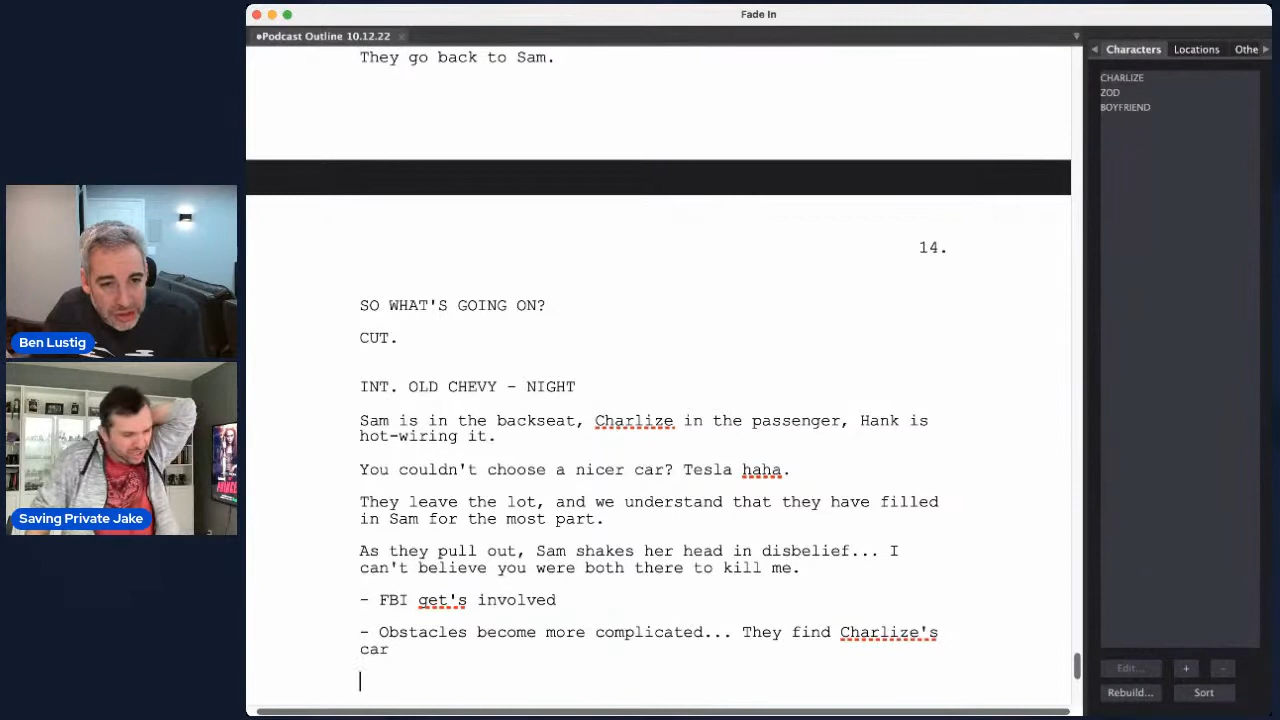 Fade In
•Podcast Outline 10.12.22
They go back to Sam.
14.
SO WHAT'S GOING ON?
CUT.
INT. OLD CHEVY - NIGHT
Sam is in the backseat, Charlize in the passenger, Hank is
hot-wiring it.
You couldn't choose a nicer car? Tesla haha.
They leave the lot, and we understand that they have filled
in Sam for the most part.
As they pull out, Sam shakes her head in disbelief... I
can't believe you were both there to kill me.
- FBI get's involved
- Obstacles become more complicated... They find Charlize's
car
Characters
Locations
Othe
CHARLIZE
ZOD
BOYFRIEND
Edit...
+
-
Rebuild...
Sort
Ben Lustig
Saving Private Jake